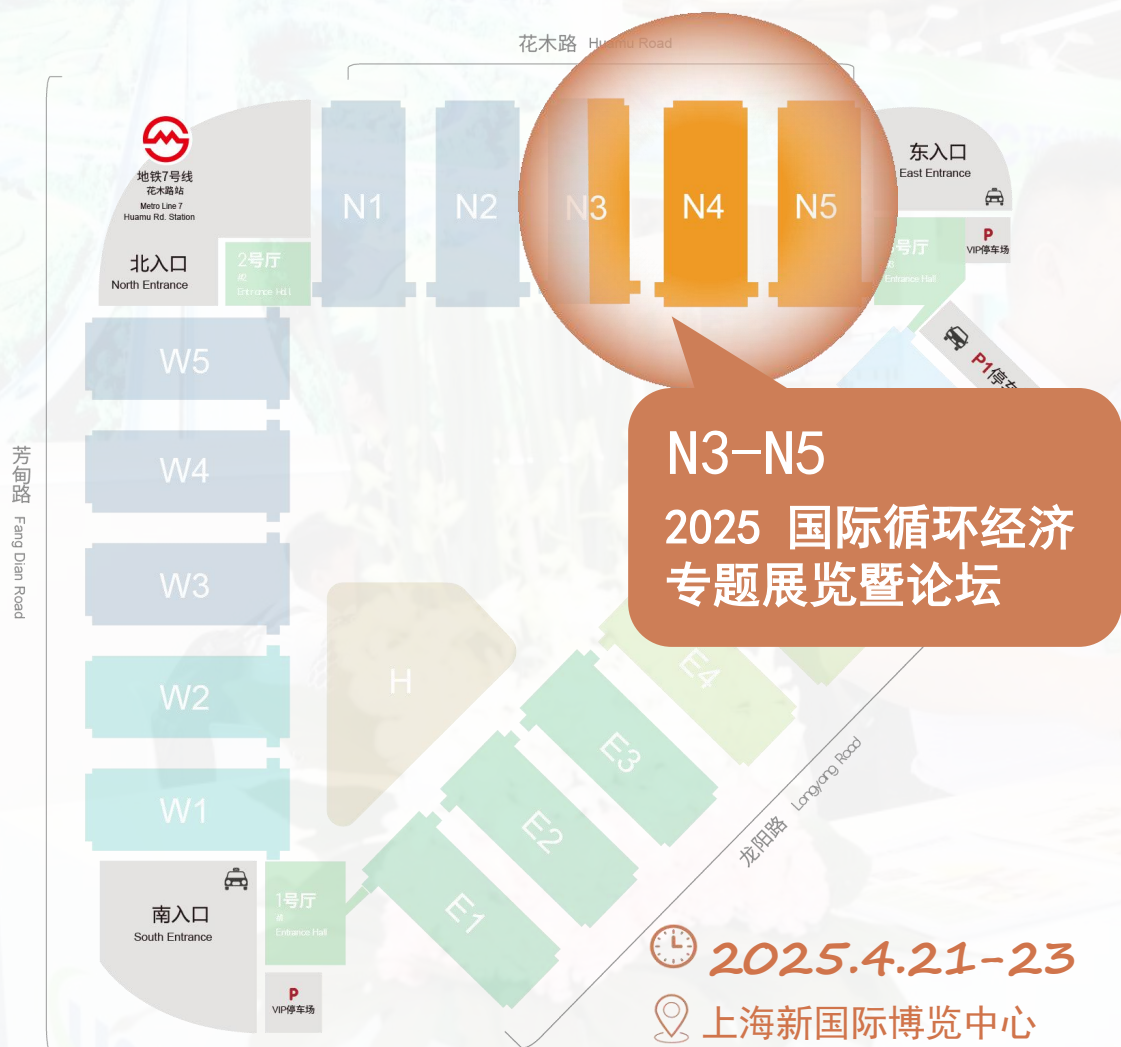 花木路 Huamu Road
地铁7号线
花木路站
Metro Line 7
Huamu Rd. Station
北入口
North Entrance
2号厅
Entrance Hall
N1
N2
N3
N4
N5
东入口
East Entrance
号厅
Entrance Hall
P
VIP停车场
P1停车
W5
W4
W3
W2
W1
芳甸路 Fang Dian Road
H
N3-N5
2025 国际循环经济
专题展览暨论坛
E4
E3
E2
E1
龙阳路 Longyang Road
南入口
South Entrance
1号厅
Entrance Hall
P
VIP停车场
2025.4.21-23
上海新国际博览中心